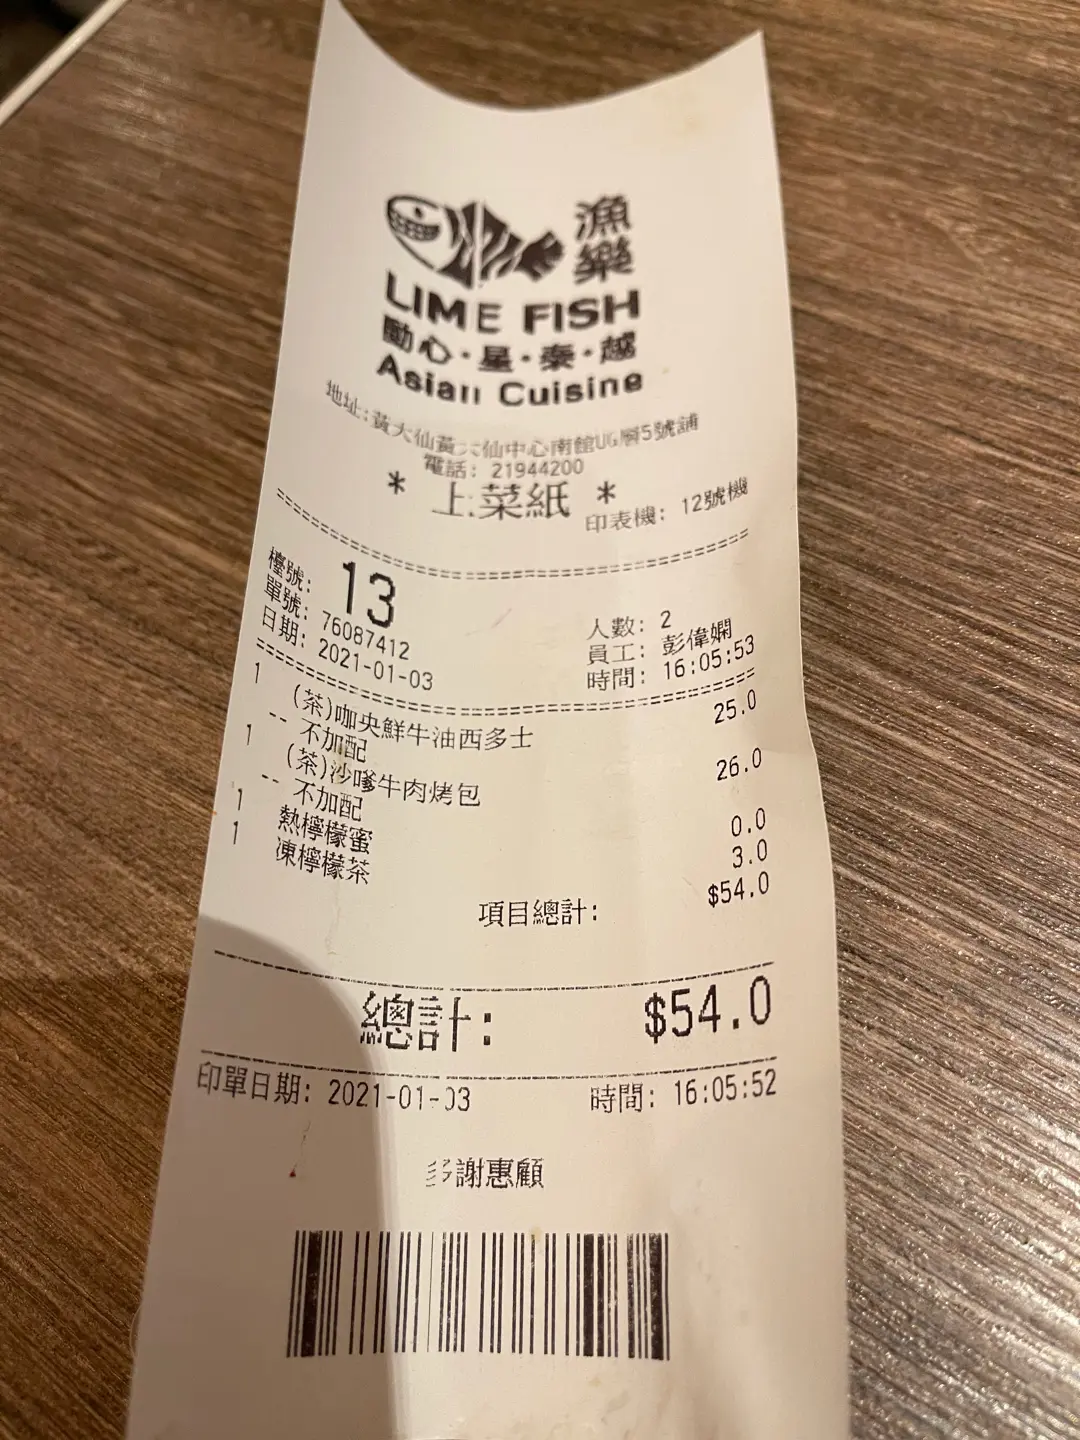 漁樂
LIME FISH
動心·星·泰·越
Asian Cuisine
地址:黃大仙黃大仙中心南館UG層5號舖
電話: 21944200
* 上菜紙 *
印表機: 12號機
檯號: 13
人數: 2
單號: 76087412
員工: 彭偉嫻
日期: 2021-01-03
時間: 16:05:53
1 (茶)咖央鮮牛油西多士 25.0
-- 不加配
1 (茶)沙嗲牛肉烤包 26.0
-- 不加配
1 熱檸檬蜜 0.0
1 凍檸檬茶 3.0
項目總計: $54.0
總計: $54.0
印單日期: 2021-01-03 時間: 16:05:52
多謝惠顧